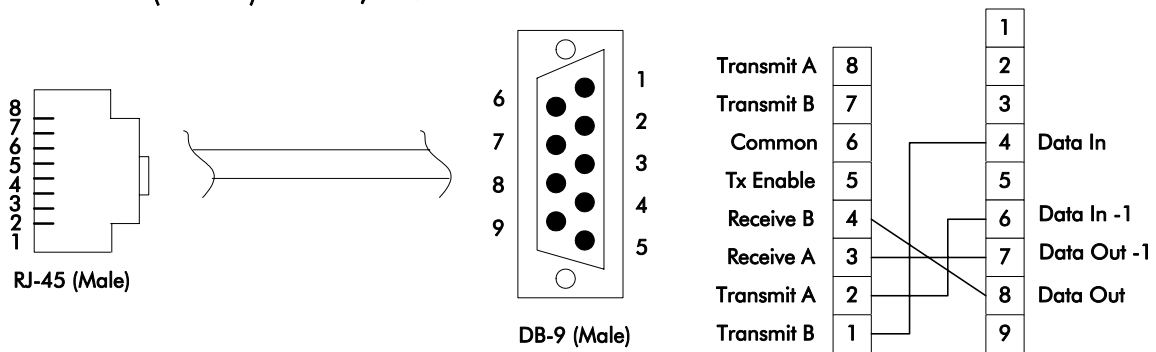 8
7
6
5
4
3
2
1
RJ-45 (Male)
6
7
8
9
1
2
3
4
5
DB-9 (Male)
Transmit A 8
Transmit B 7
Common 6
Tx Enable 5
Receive B 4
Receive A 3
Transmit A 2
Transmit B 1
1
2
3
4 Data In
5
6 Data In -1
7 Data Out -1
8 Data Out
9